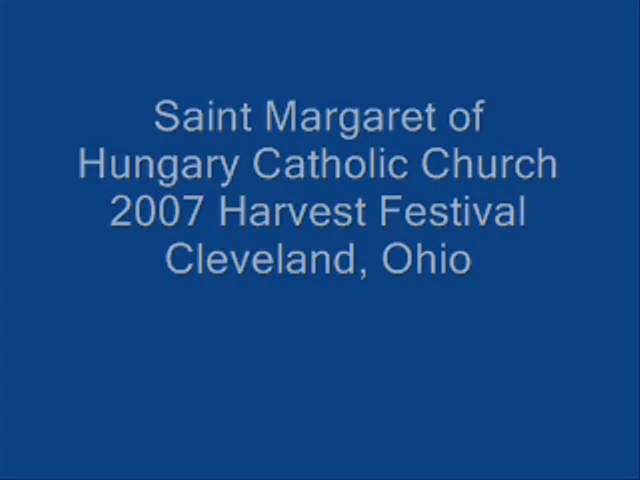 Saint Margaret of
Hungary Catholic Church
2007 Harvest Festival
Cleveland, Ohio